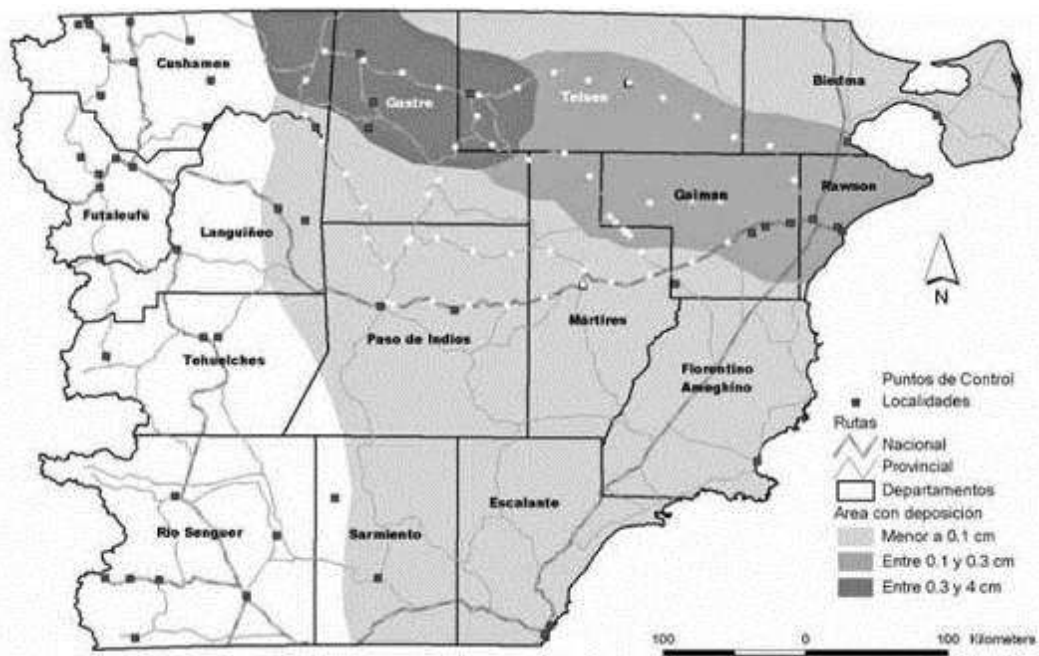 Cushamen
Gastre
Telsen
Biedma
Futaleufú
Languiñeo
Gaiman
Rawson
N
Tehuelches
Paso de Indios
Mártires
Florentino
Ameghino
Río Senguer
Sarmiento
Escalante
Puntos de Control
Localidades
Rutas
Nacional
Provincial
Departamentos
Area con deposición
Menor a 0.1 cm
Entre 0.1 y 0.3 cm
Entre 0.3 y 4 cm
100 0 100 Kilometers